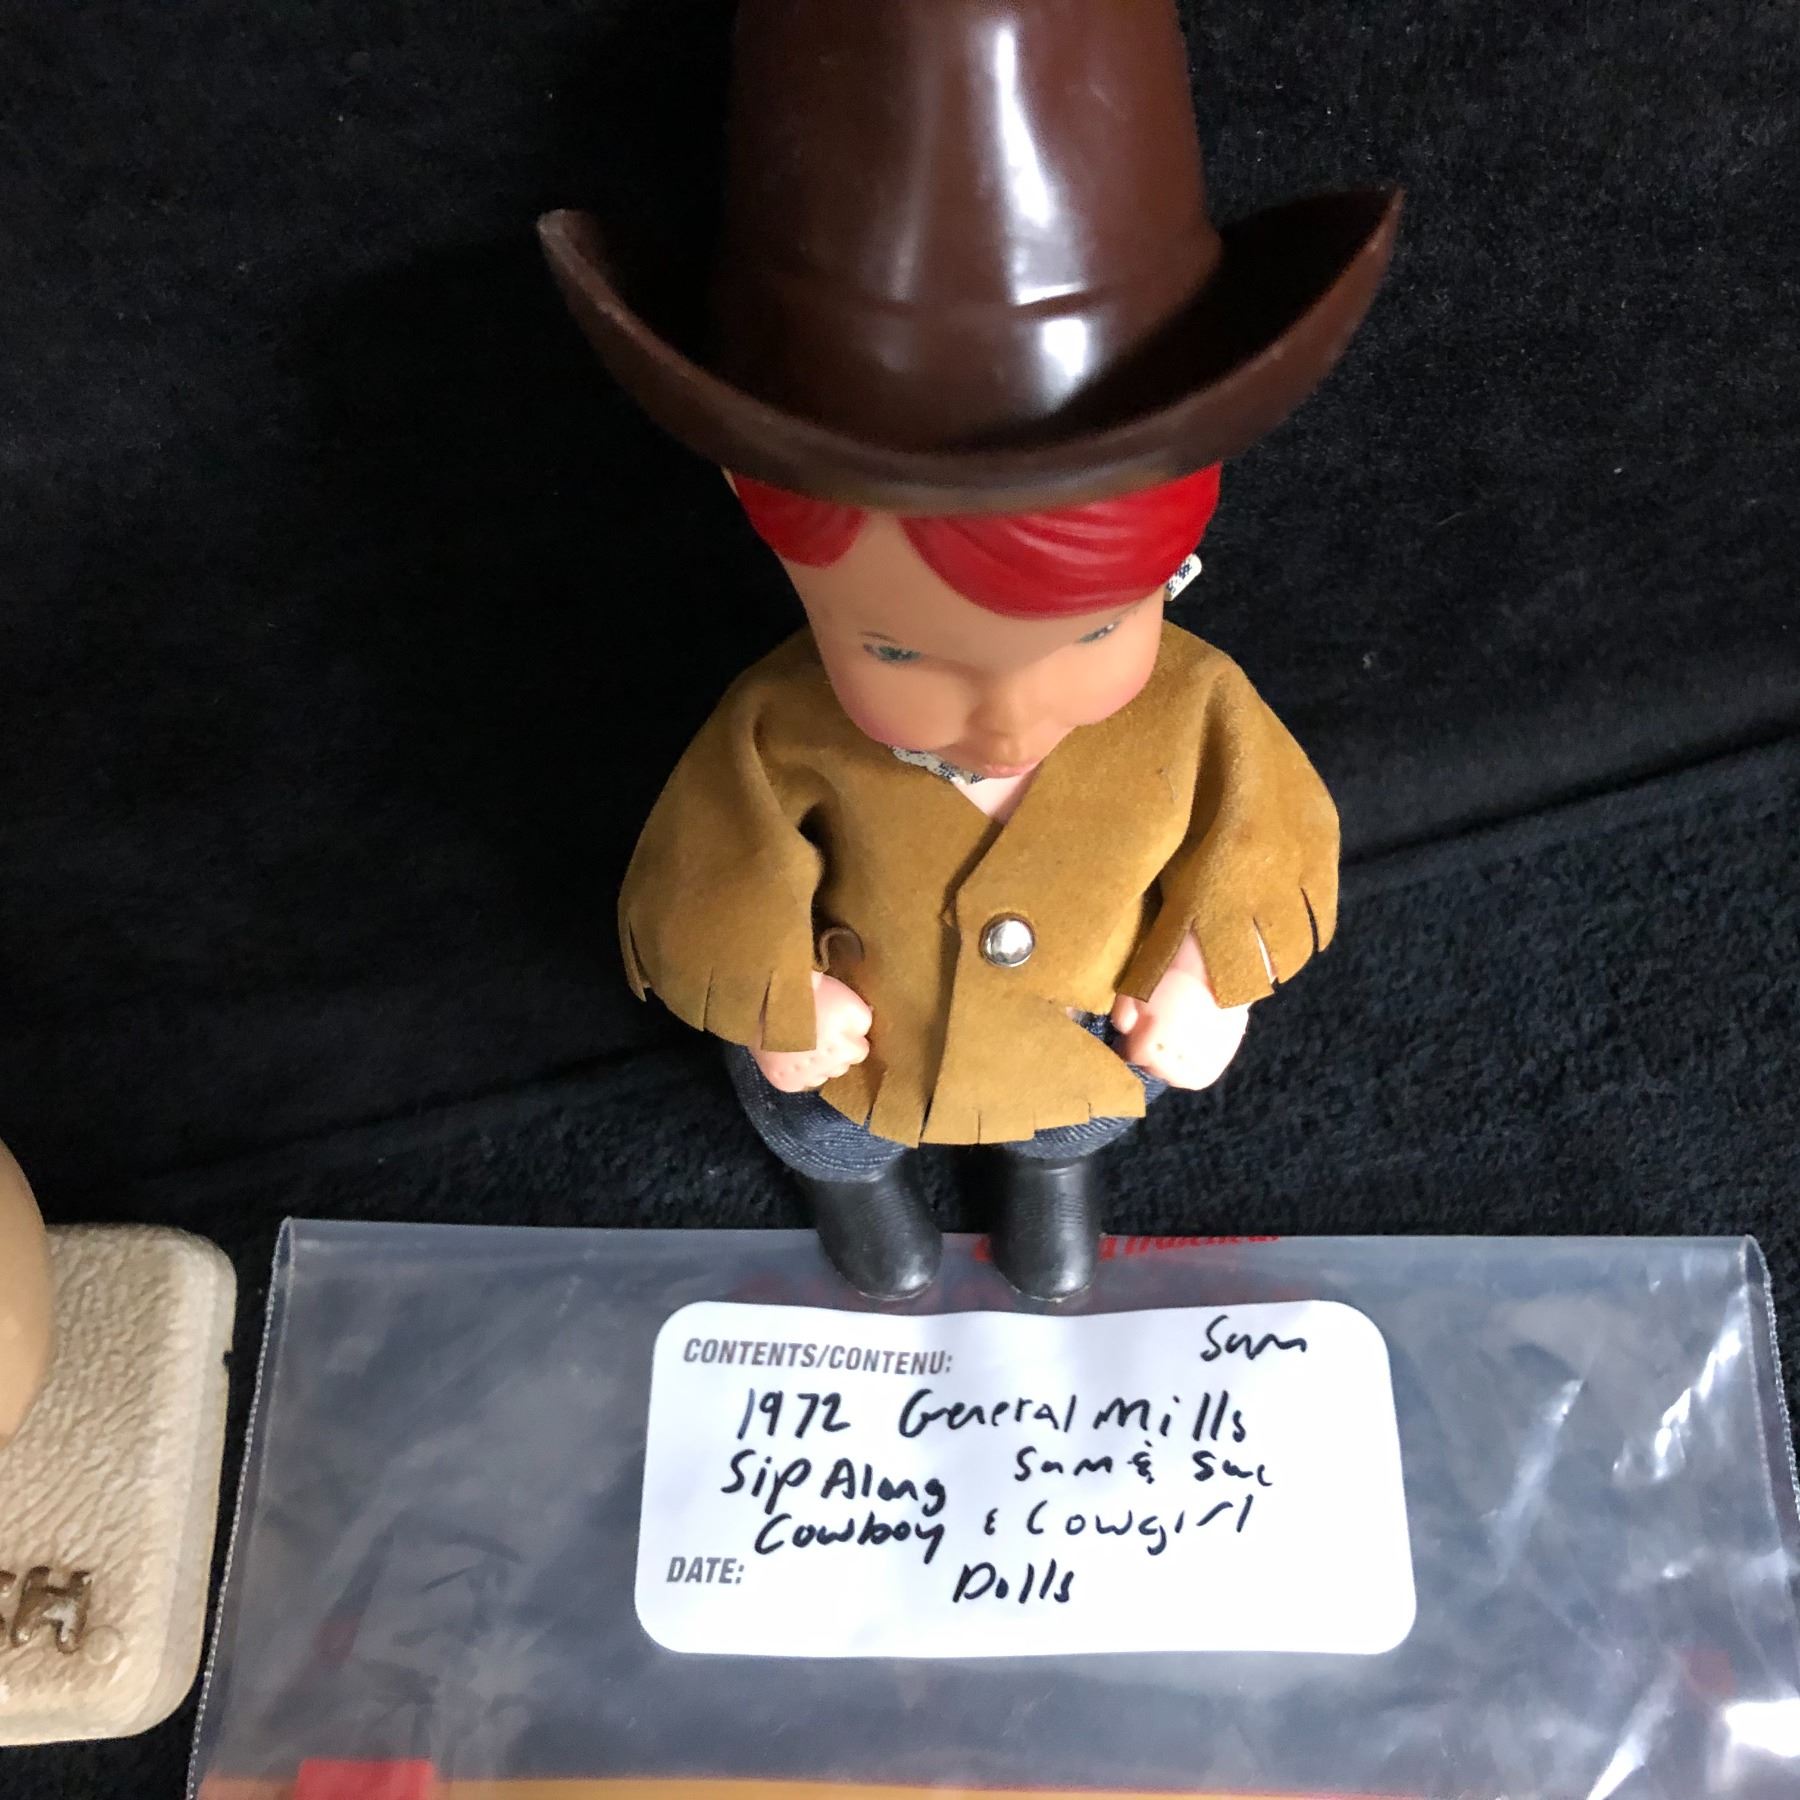 CONTENTS/CONTENU: Sam
1972 General Mills
Sip Along Sam & Sue
Cowboy & Cowgirl
DATE: Dolls